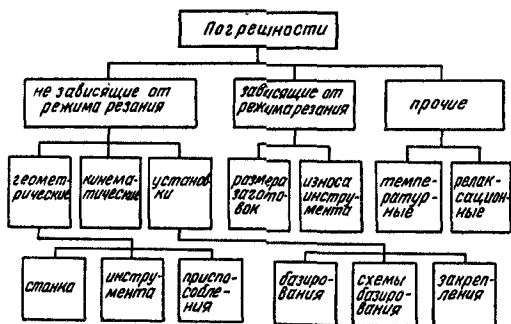 Погрешности
не зависящие от
режима резания
зависящие от
режима резания
прочие
геомет-
рические
кинема-
тические
установ-
ки
размера
заготовок
износа
инстру-
мента
темпе-
ратур-
ные
релак-
сацион-
ные
станка
инстру-
мента
приспо-
собле-
ния
базиро-
вания
схемы
базиро-
вания
закреп-
ления